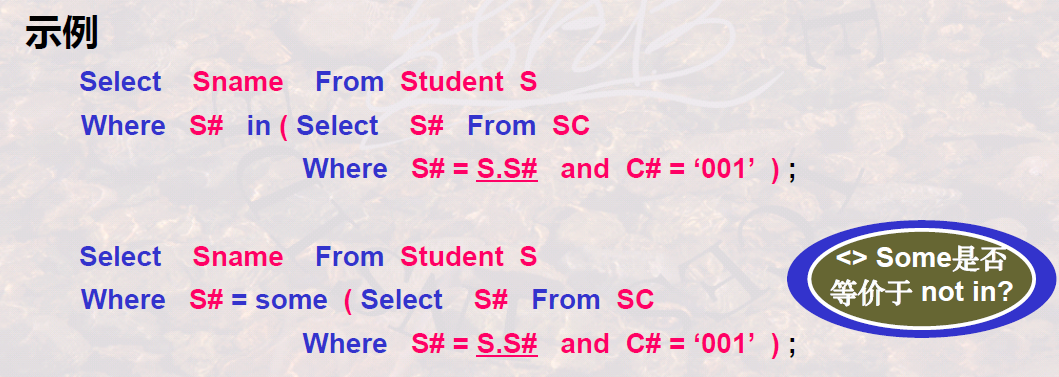 示例
Select Sname From Student S
Where S# in ( Select S# From SC
Where S# = S.S# and C# = ‘001’ ) ;
Select Sname From Student S
Where S# = some ( Select S# From SC
Where S# = S.S# and C# = ‘001’ ) ;
<> Some是否
等价于 not in?